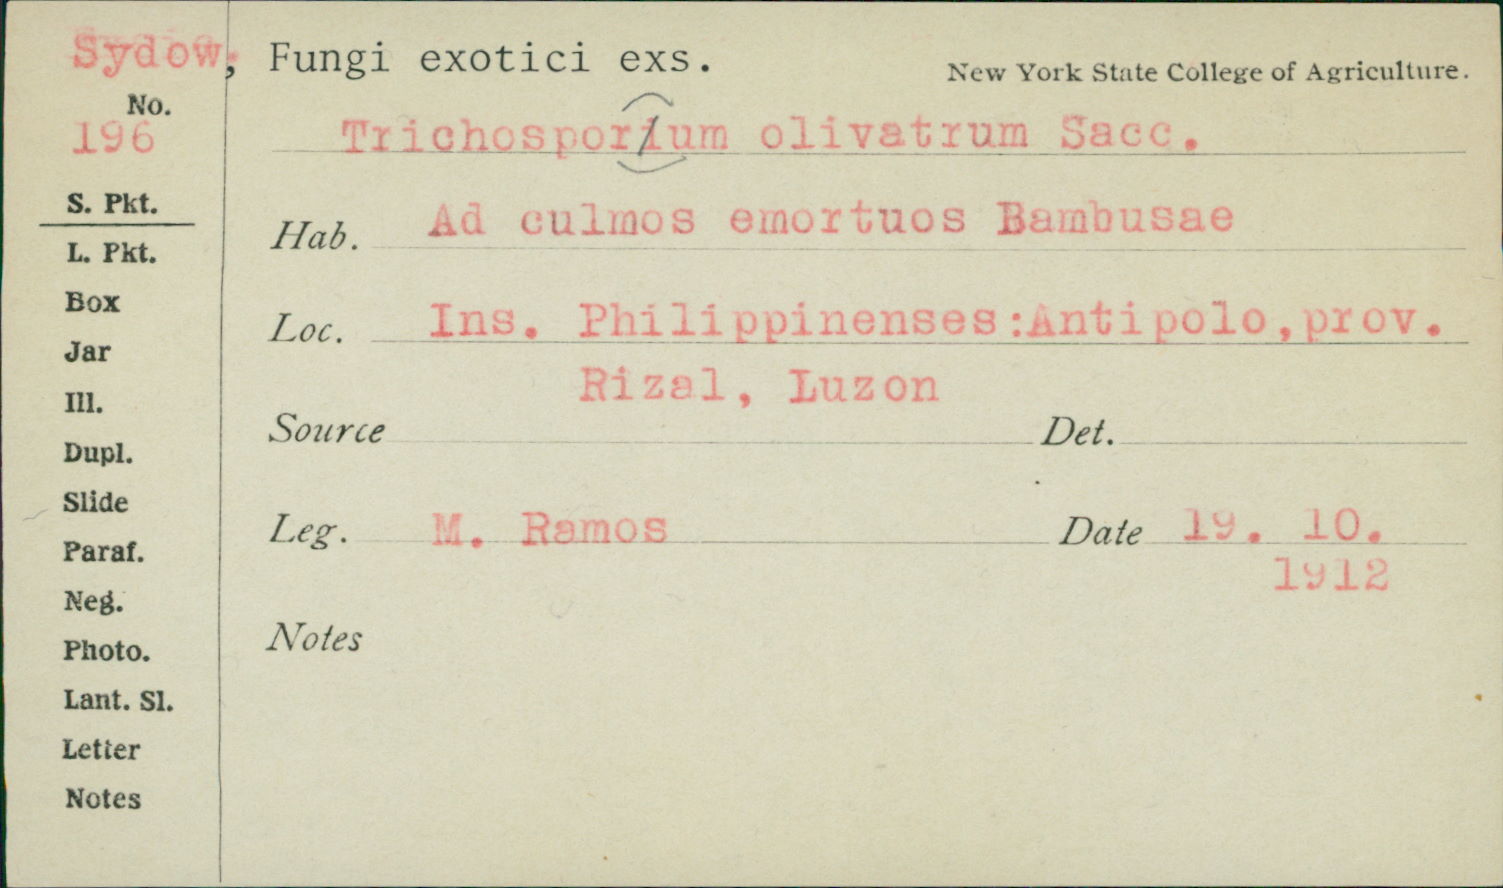 Sydow, Fungi exotici exs.
New York State College of Agriculture.
No.
196
Trichosporium olivatrum Sacc.
S. Pkt.
L. Pkt.
Box
Jar
Ill.
Dupl.
Slide
Paraf.
Neg.
Photo.
Lant. Sl.
Letter
Notes
Hab. Ad culmos emortuos Bambusae
Loc. Ins. Philippinenses:Antipolo,prov.
Rizal, Luzon
Source Det.
Leg. M. Ramos Date 19. 10.
1912
Notes